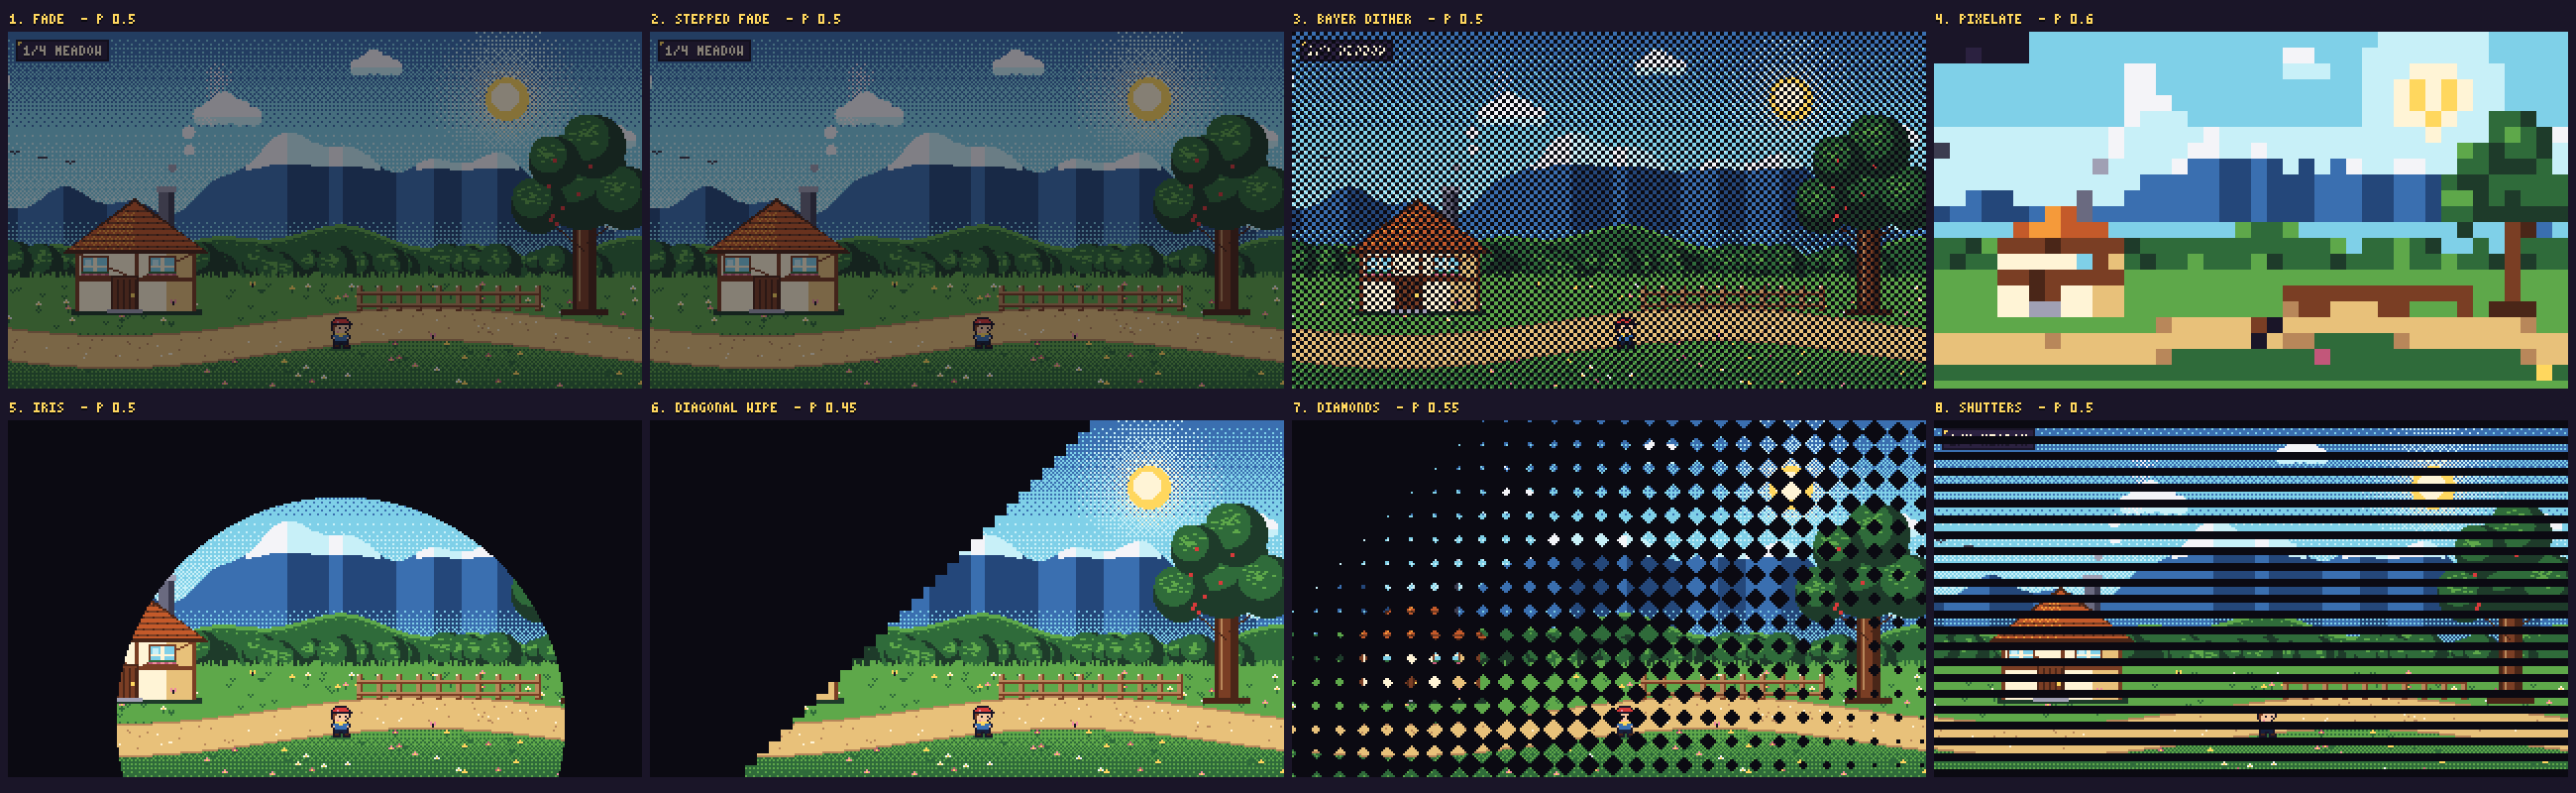 1. FADE - P 0.5
2. STEPPED FADE - P 0.5
3. BAYER DITHER - P 0.5
4. PIXELATE - P 0.6
1/4 MEADOW
1/4 MEADOW
5. IRIS - P 0.5
6. DIAGONAL WIPE - P 0.45
7. DIAMONDS - P 0.55
8. SHUTTERS - P 0.5